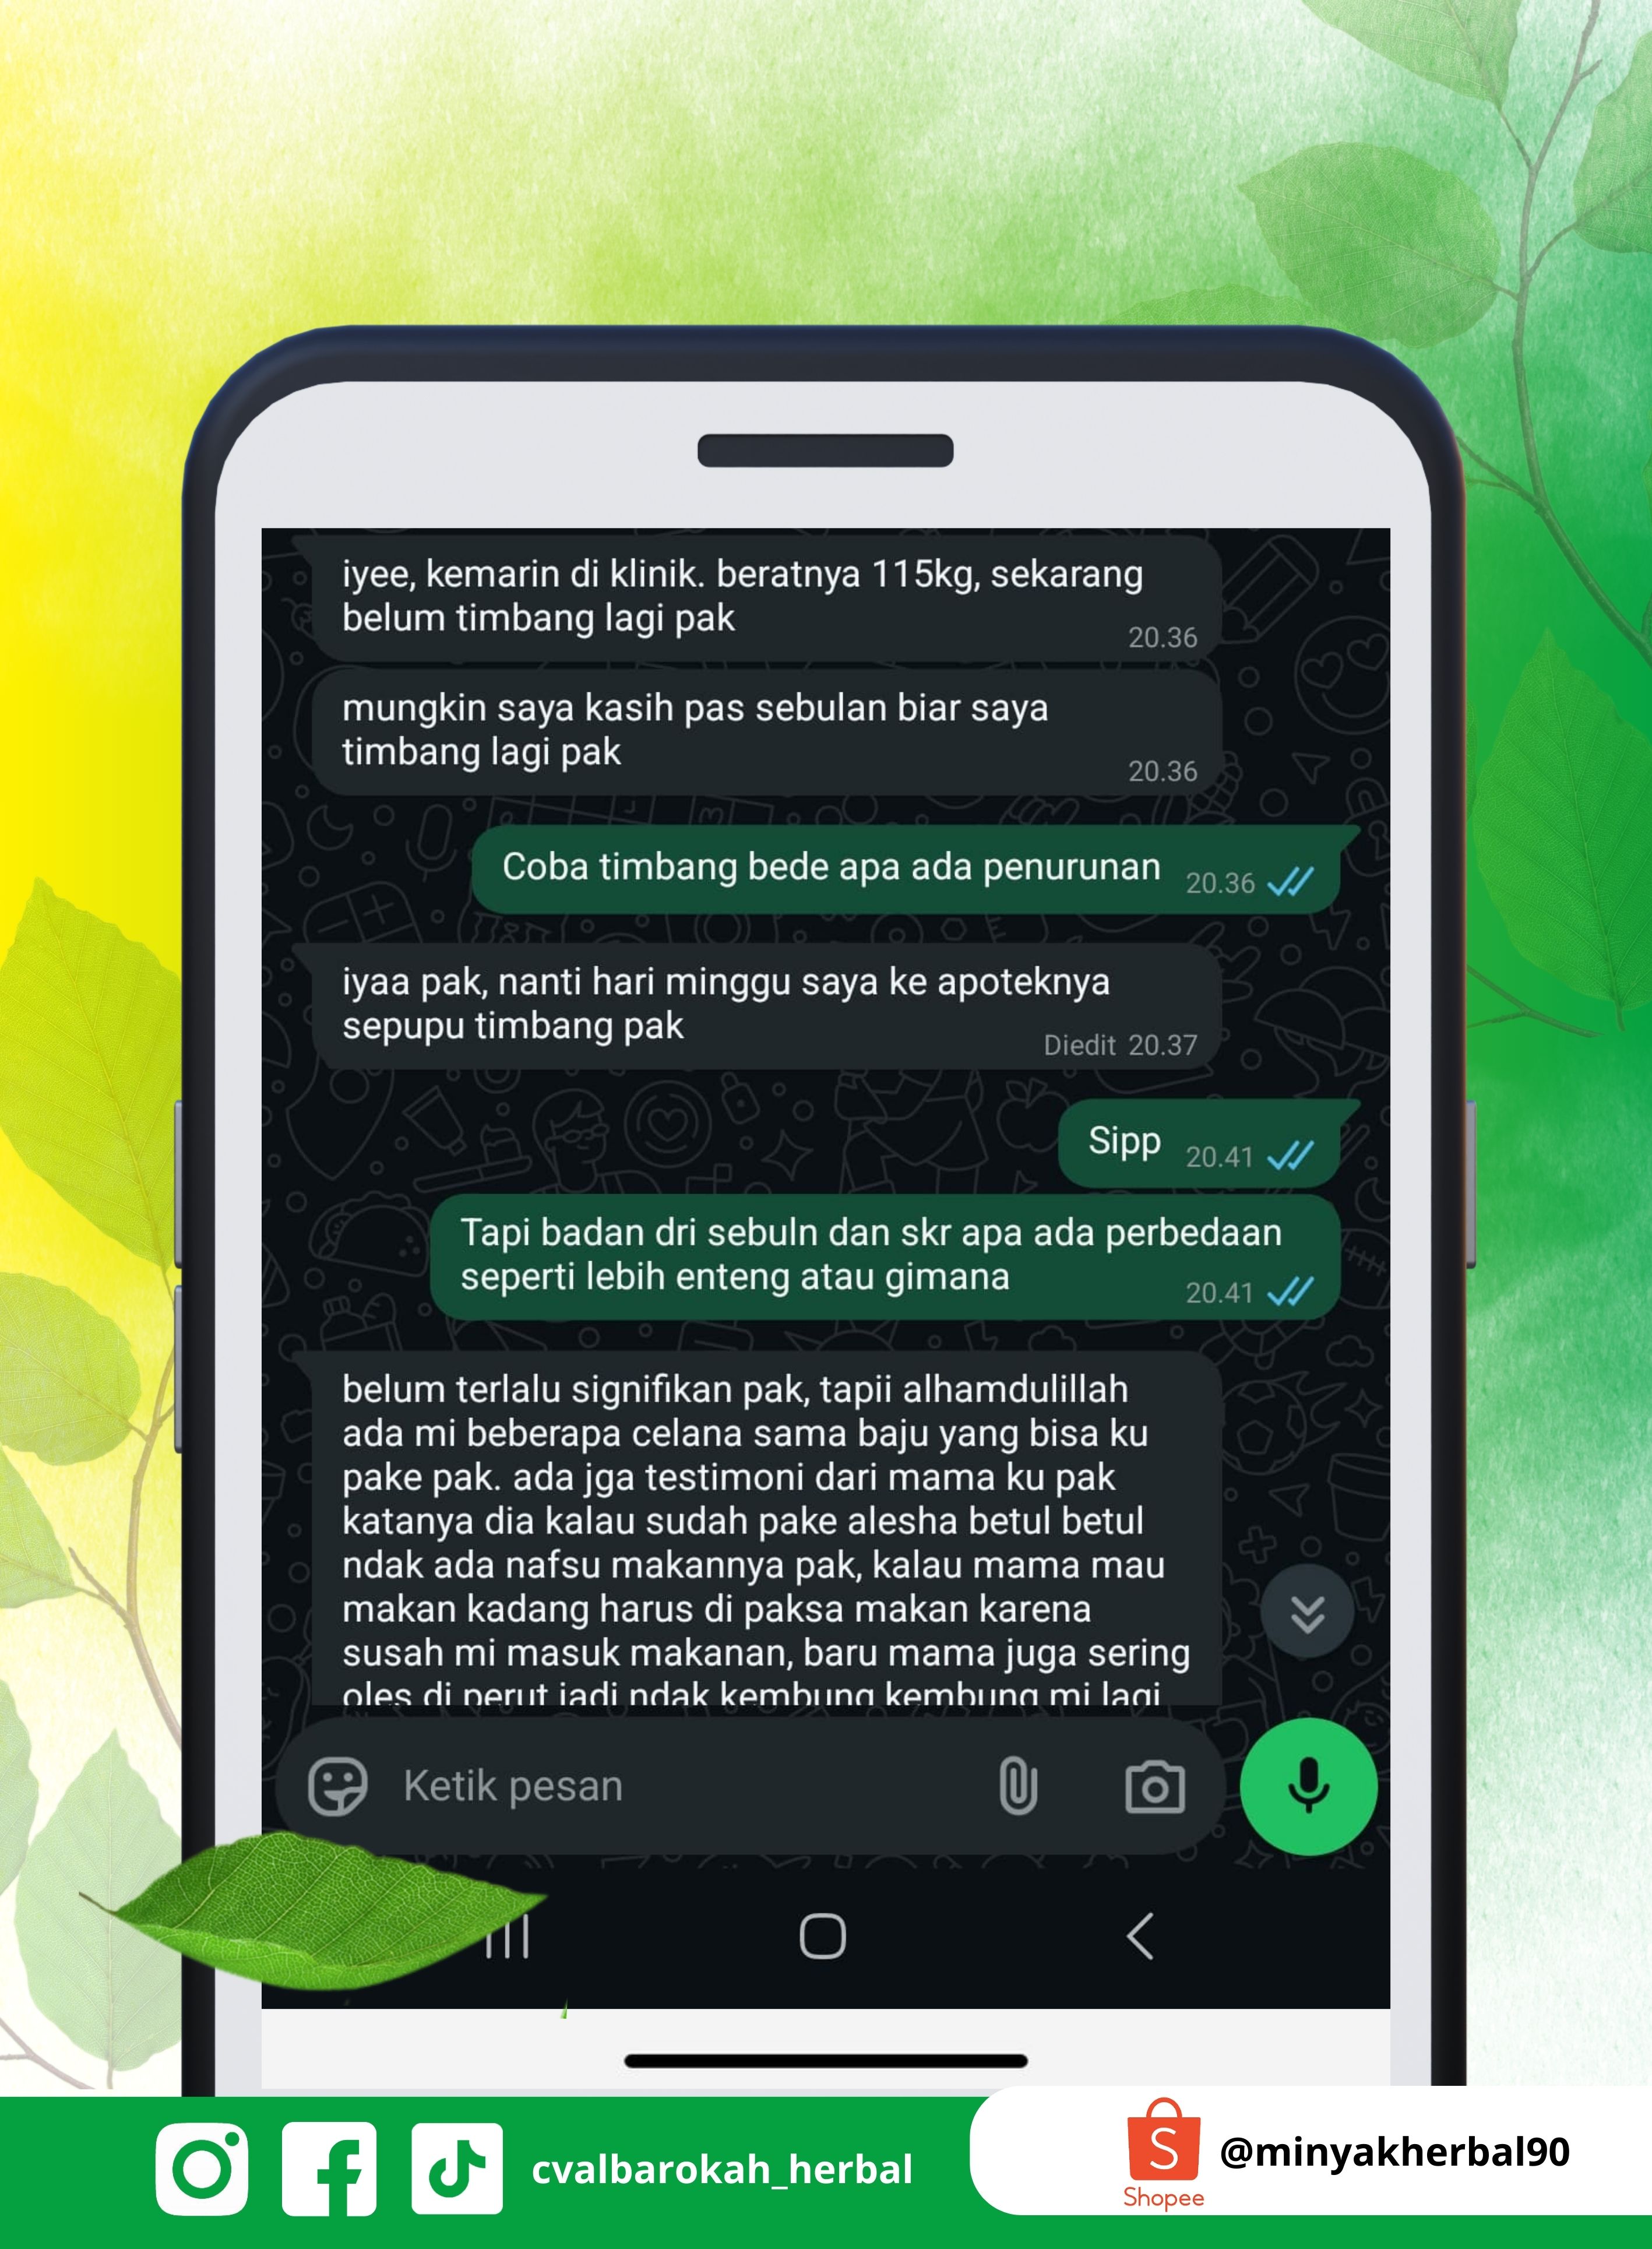 iyee, kemarin di klinik. beratnya 115kg, sekarang
belum timbang lagi pak
20.36
mungkin saya kasih pas sebulan biar saya
timbang lagi pak
20.36
Coba timbang bede apa ada penurunan
20.36
iyaa pak, nanti hari minggu saya ke apoteknya
sepupu timbang pak
Diedit 20.37
Sipp
20.41
Tapi badan dri sebuln dan skr apa ada perbedaan
seperti lebih enteng atau gimana
20.41
belum terlalu signifikan pak, tapii alhamdulillah
ada mi beberapa celana sama baju yang bisa ku
pake pak. ada jga testimoni dari mama ku pak
katanya dia kalau sudah pake alesha betul betul
ndak ada nafsu makannya pak, kalau mama mau
makan kadang harus di paksa makan karena
susah mi masuk makanan, baru mama juga sering
oles di perut jadi ndak kembung kembung mi lagi
Ketik pesan
cvalbarokah_herbal
Shopee
@minyakherbal90